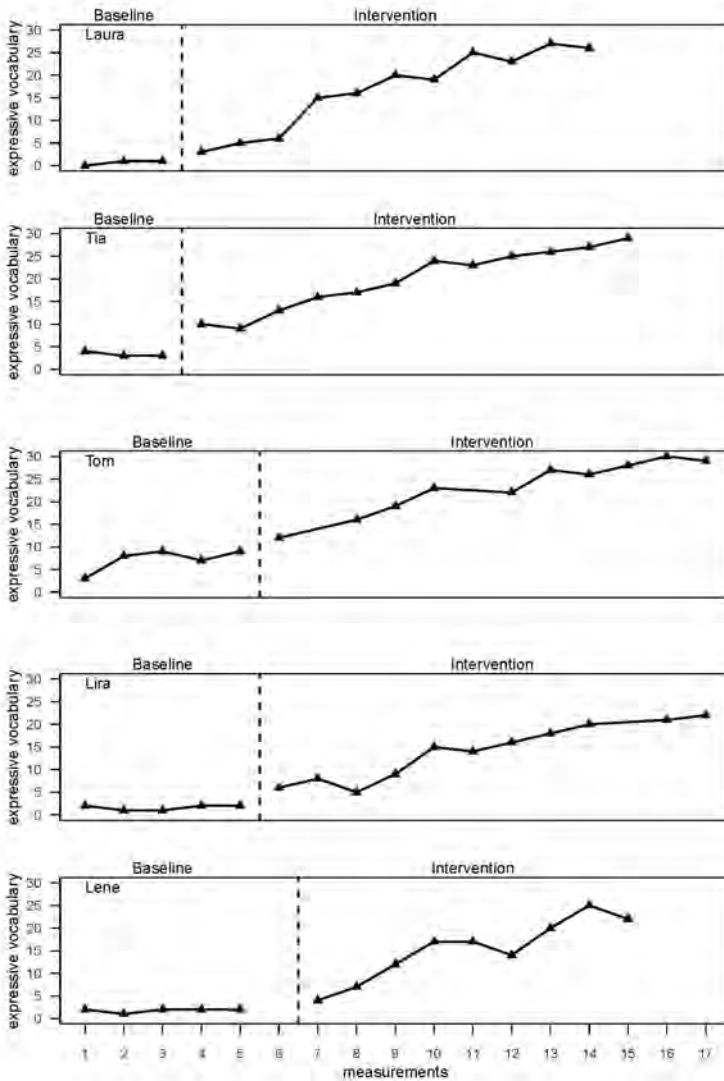 Baseline Intervention
Laura
expressive vocabulary
30
25
20
15
10
5
0
Baseline Intervention
Tia
expressive vocabulary
30
25
20
15
10
5
0
Baseline Intervention
Tom
expressive vocabulary
30
25
20
15
10
5
0
Baseline Intervention
Lira
expressive vocabulary
30
25
20
15
10
5
0
Baseline Intervention
Lene
expressive vocabulary
30
25
20
15
10
5
0
1 2 3 4 5 6 7 8 9 10 11 12 13 14 15 16 17
measurements